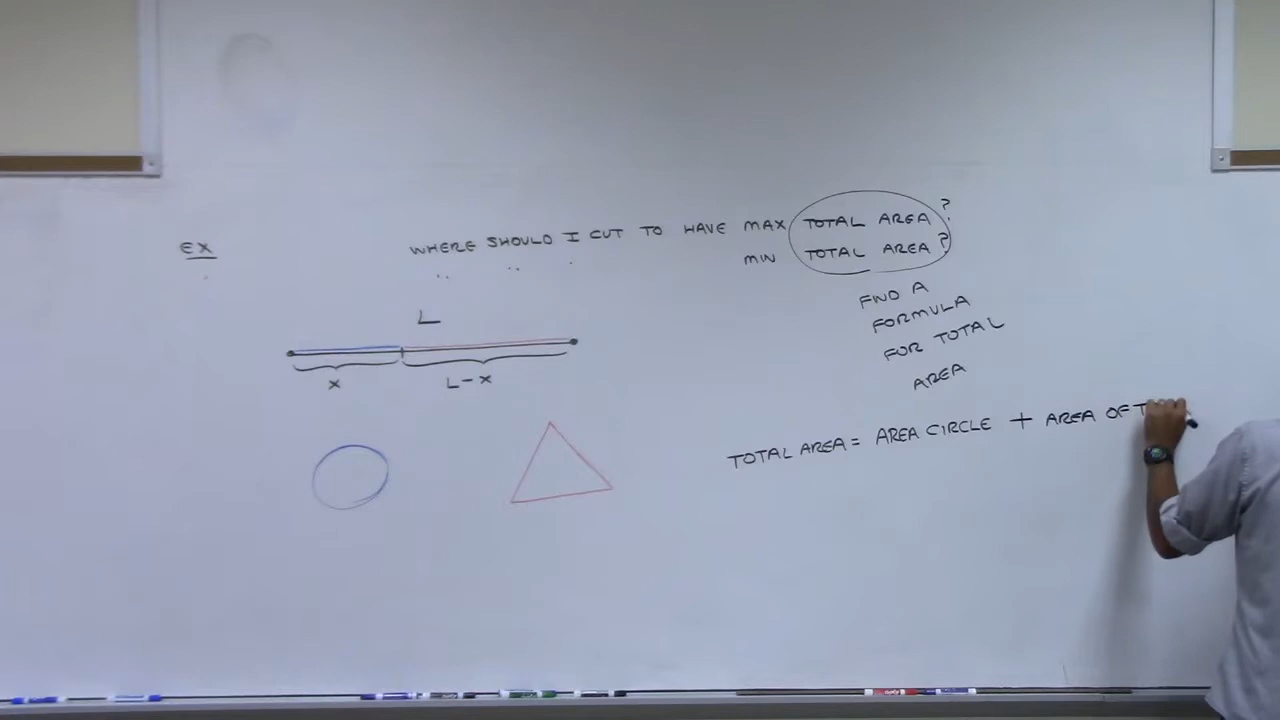 EX
WHERE SHOULD I CUT TO HAVE MAX TOTAL AREA?
MIN TOTAL AREA?
FIND A
FORMULA
FOR TOTAL
AREA
L
x
L-x
TOTAL AREA = AREA CIRCLE + AREA OF T